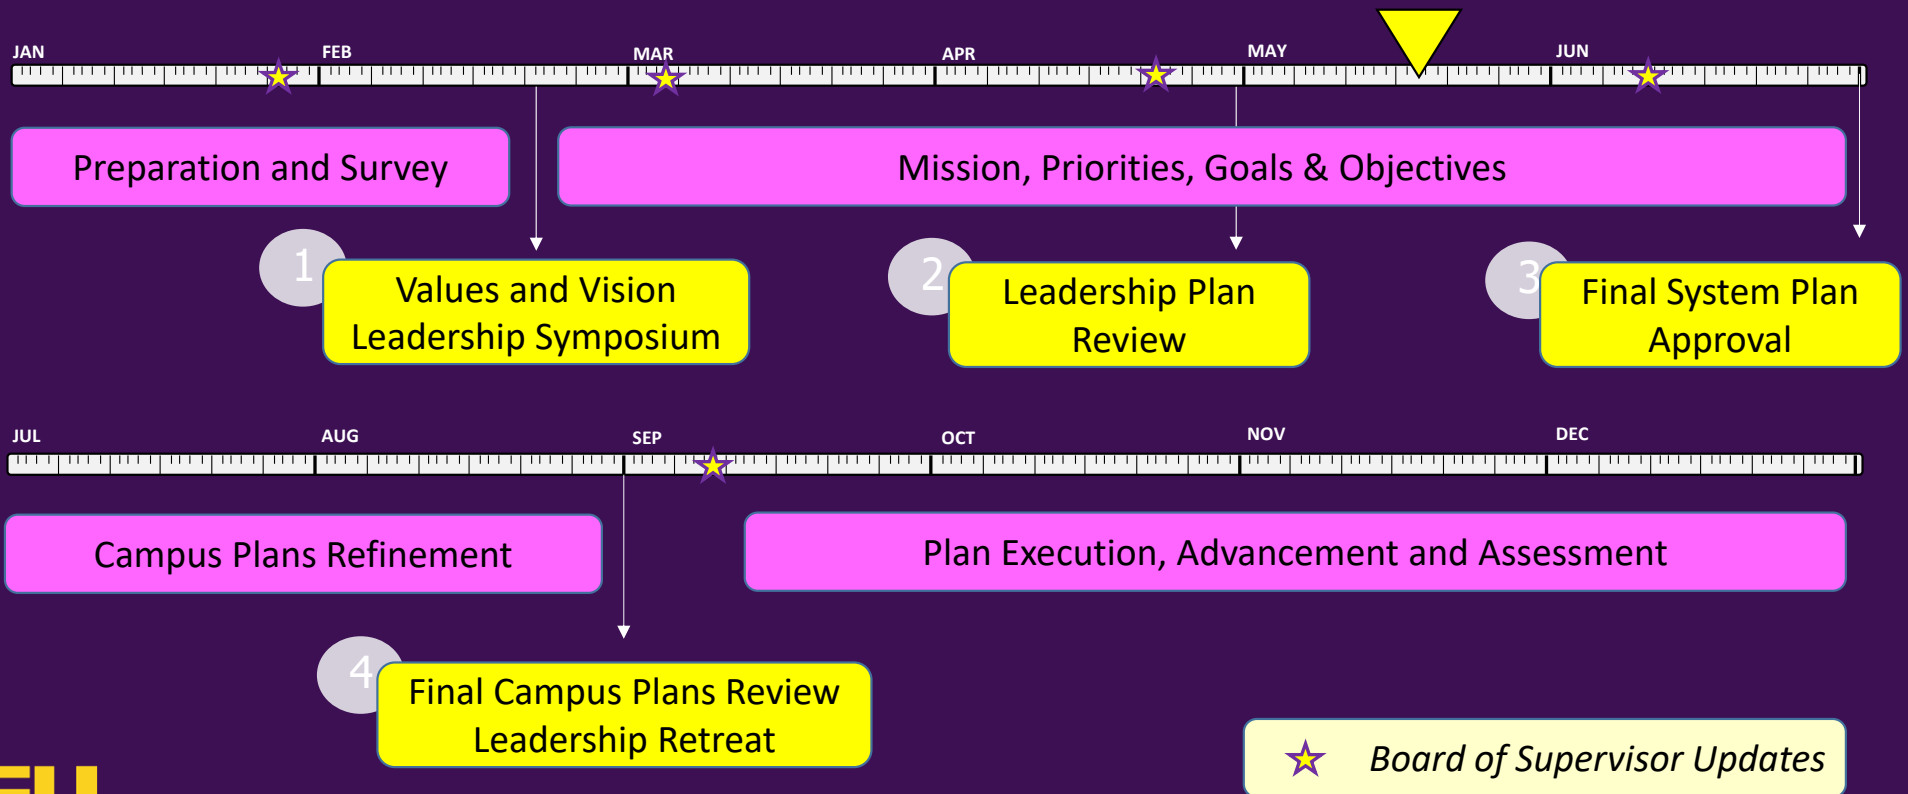 JAN FEB MAR APR MAY JUN
Preparation and Survey
Mission, Priorities, Goals & Objectives
1
Values and Vision
Leadership Symposium
2
Leadership Plan
Review
3
Final System Plan
Approval
JUL AUG SEP OCT NOV DEC
Campus Plans Refinement
Plan Execution, Advancement and Assessment
4
Final Campus Plans Review
Leadership Retreat
Board of Supervisor Updates